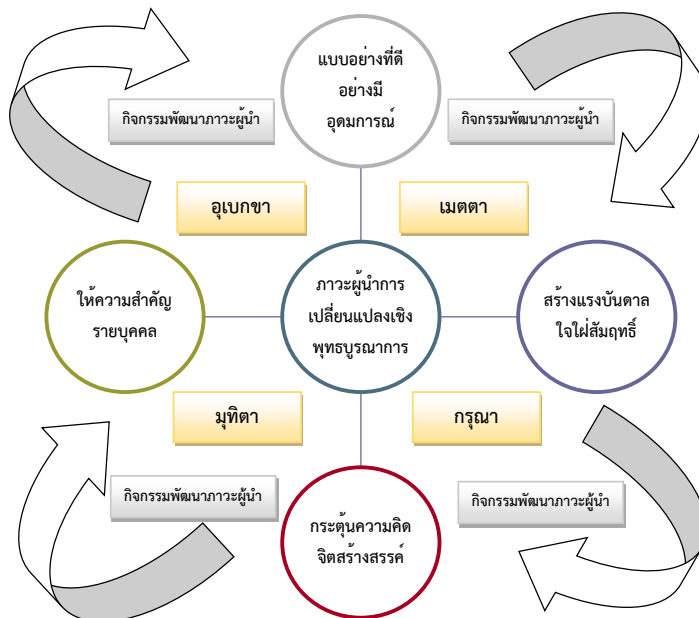 แบบอย่างที่ดี
อย่างมี
อุดมการณ์
กิจกรรมพัฒนาภาวะผู้นำ
กิจกรรมพัฒนาภาวะผู้นำ
อุเบกขา
เมตตา
ให้ความสำคัญ
รายบุคคล
ภาวะผู้นำการ
เปลี่ยนแปลงเชิง
พุทธบูรณาการ
สร้างแรงบันดาล
ใจใฝ่สัมฤทธิ์
มุทิตา
กรุณา
กิจกรรมพัฒนาภาวะผู้นำ
กิจกรรมพัฒนาภาวะผู้นำ
กระตุ้นความคิด
จิตสร้างสรรค์